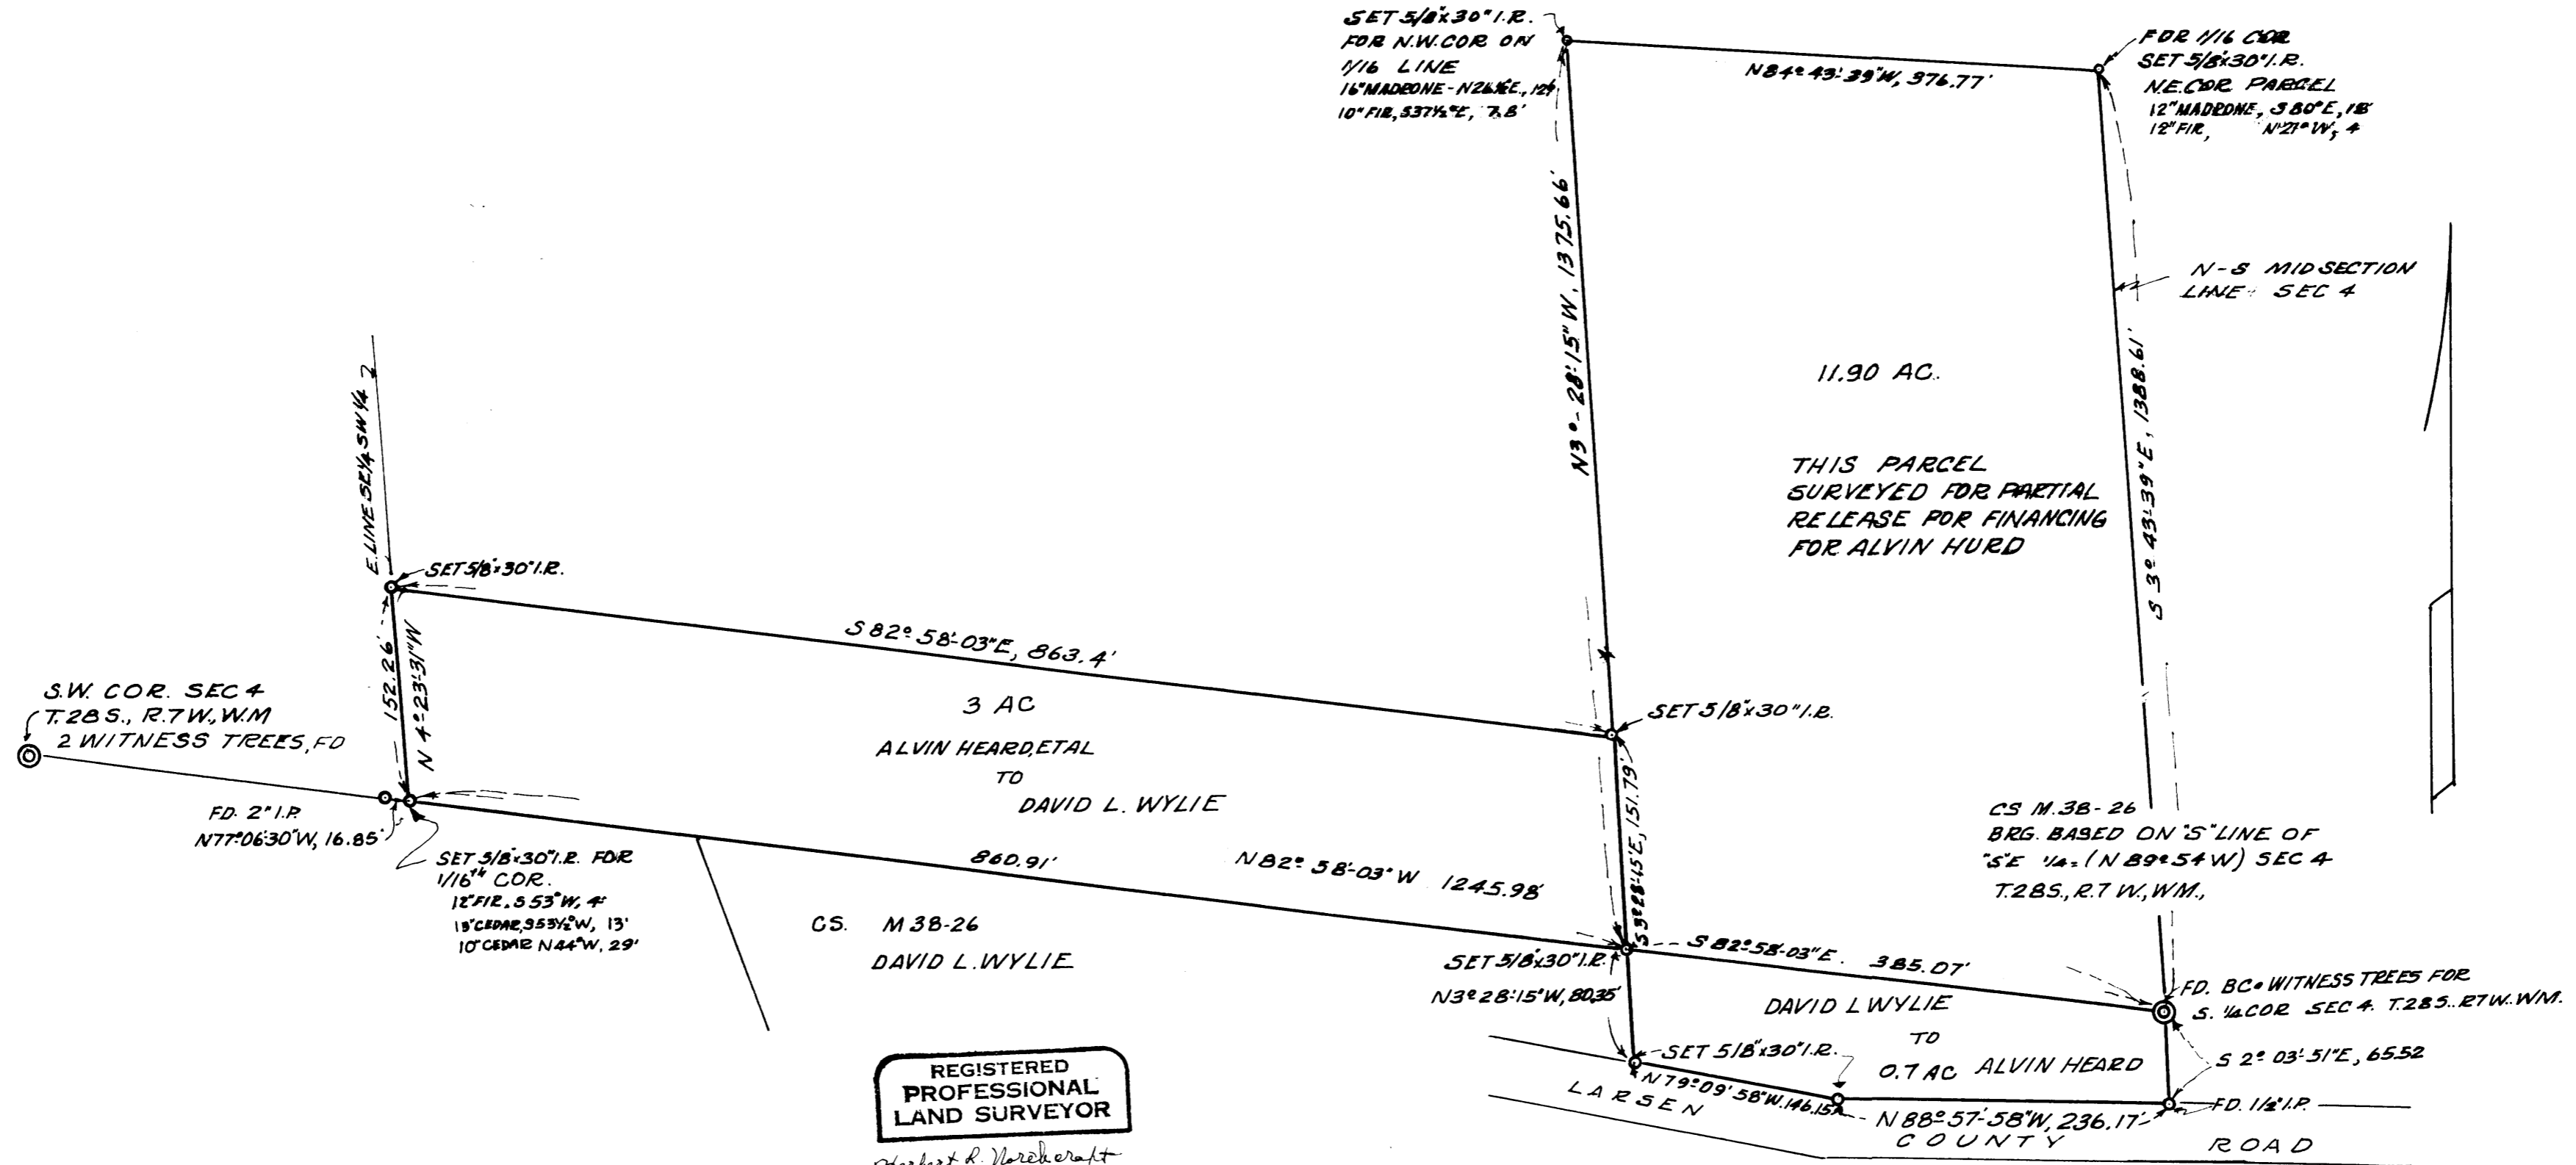 SET 5/8"x30" I.R.
FOR N.W. COR ON
1/16 LINE
16" MADRONE - N26½E, 12½
10" FIR, S37½°E, 7.8'
N84°43'39"W, 376.77'
FOR 1/16 COR
SET 5/8"x30" I.R.
N.E. COR PARCEL
12" MADRONE, S80°E, 18'
12" FIR, N21°W, 4
N3°-28'-15"W, 1375.66'
N-S MID SECTION
LINE SEC 4
S 3°43'-39"E, 1388.61'
11.90 AC.
THIS PARCEL
SURVEYED FOR PARTIAL
RELEASE FOR FINANCING
FOR ALVIN HURD
E. LINE SE¼ SW¼
SET 5/8"x30" I.R.
152.26'
N 4°23'-31"W
S 82°58'-03"E, 863.4'
S.W. COR. SEC 4
T.28S., R.7W., W.M
2 WITNESS TREES, FD
3 AC
ALVIN HEARD, ETAL
TO
DAVID L. WYLIE
SET 5/8"x30" I.R.
S3°28'-15"E, 151.79'
FD. 2" I.P.
N77°06'30"W, 16.85'
SET 5/8"x30" I.R. FOR
1/16TH COR.
12" FIR. S53°W, 4'
CEDAR, S53½°W, 13'
10" CEDAR N44°W, 29'
860.91'
N82°58'-03"W 1245.98'
CS. M 38-26
DAVID L. WYLIE
CS M.38-26
BRG. BASED ON "S" LINE OF
"S"E ¼= (N89°54W) SEC 4
T.28S., R.7W., WM.,
SET 5/8"x30" I.R.
N3°28'15"W, 80.35'
S 82°58'-03"E. 385.07'
DAVID L WYLIE
TO
0.7 AC ALVIN HEARD
FD. BC WITNESS TREES FOR
S. ¼ COR SEC 4. T.28S.. R7W. WM.
S 2°03'51"E, 65.52
SET 5/8"x30" I.R.
N79°09'58"W. 146.15
N88°57'-58"W, 236.17'
FD. 1/2" I.P.
LARSEN COUNTY ROAD
REGISTERED
PROFESSIONAL
LAND SURVEYOR